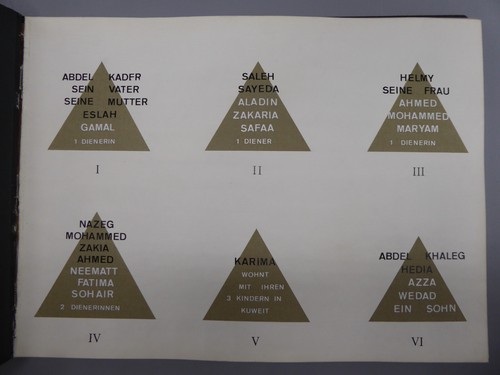 ABDEL KADER
SEIN VATER
SEINE MUTTER
ESLAH
GAMAL
1 DIENERIN
I
SALEH
SAYEDA
ALADIN
ZAKARIA
SAFAA
1 DIENER
II
HELMY
SEINE FRAU
AHMED
MOHAMMED
MARYAM
1 DIENERIN
III
NAZEG
MOHAMMED
ZAKIA
AHMED
NEEMATT
FATIMA
SOHAIR
3 DIENERINNEN
IV
KARIMA
WOHNT
MIT IHREN
3 KINDERN IN
KUWEIT
V
ABDEL KHALEG
HEDIA
AZZA
WEDAD
EIN SOHN
VI